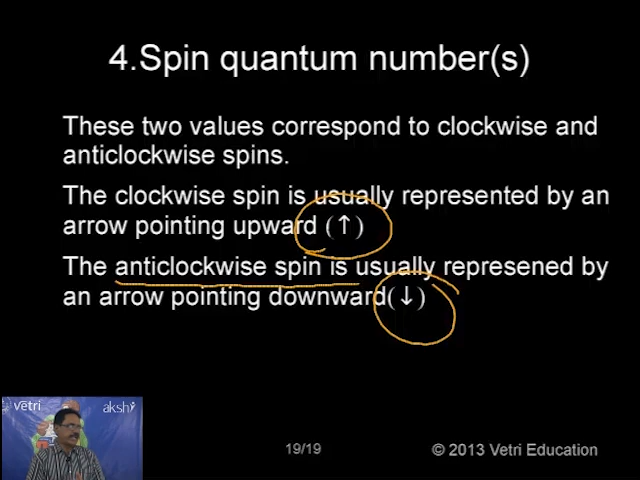 4.Spin quantum number(s)
These two values correspond to clockwise and
anticlockwise spins.
The clockwise spin is usually represented by an
arrow pointing upward (↑)
The anticlockwise spin is usually represened by
an arrow pointing downward(↓)
vetri
akshy
19/19
© 2013 Vetri Education